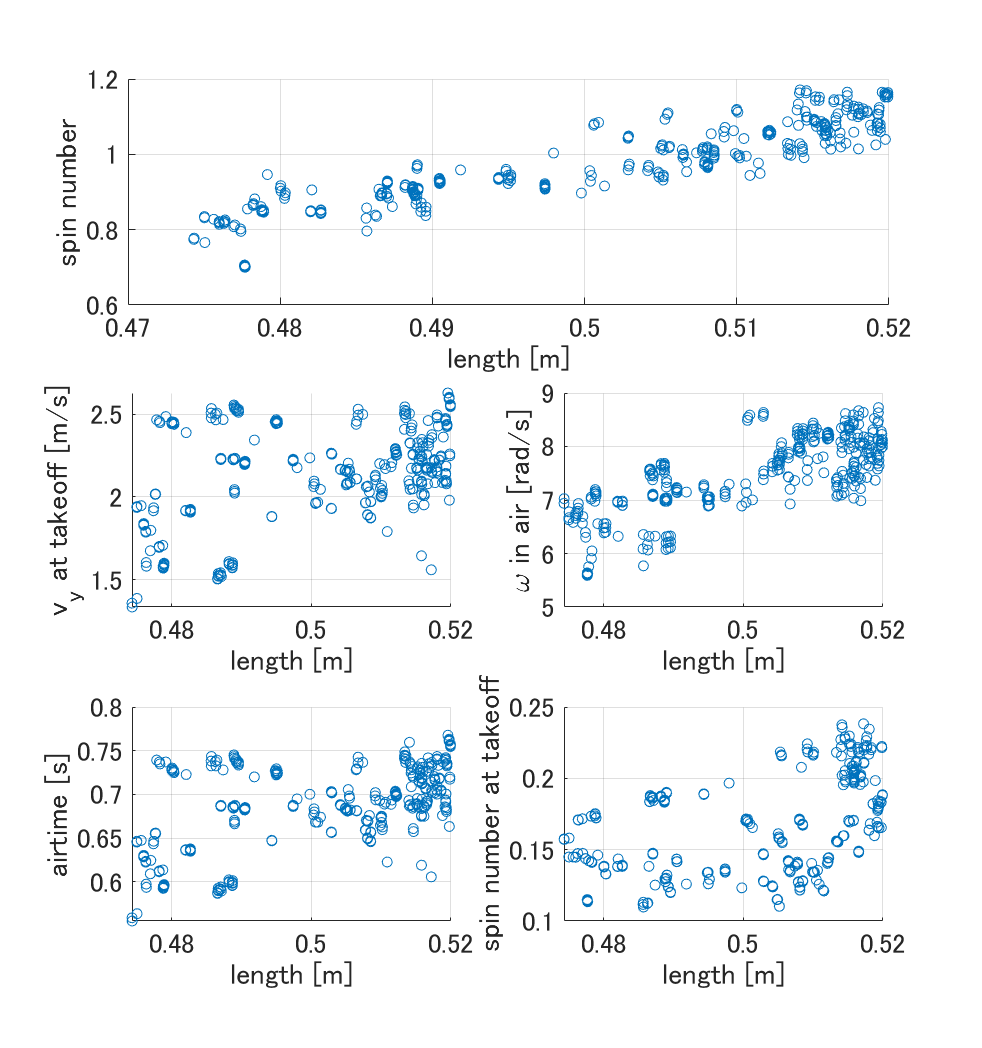 1.2
1
0.8
0.6
spin number
0.47 0.48 0.49 0.5 0.51 0.52
length [m]
2.5
2
1.5
v_y at takeoff [m/s]
0.48 0.5 0.52
length [m]
9
8
7
6
5
ω in air [rad/s]
0.48 0.5 0.52
length [m]
0.8
0.75
0.7
0.65
0.6
airtime [s]
0.48 0.5 0.52
length [m]
0.25
0.2
0.15
0.1
spin number at takeoff
0.48 0.5 0.52
length [m]